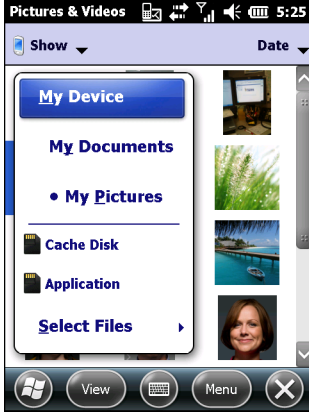 Pictures & Videos 5:25
Show Date
My Device
My Documents
• My Pictures
Cache Disk
Application
Select Files
View Menu